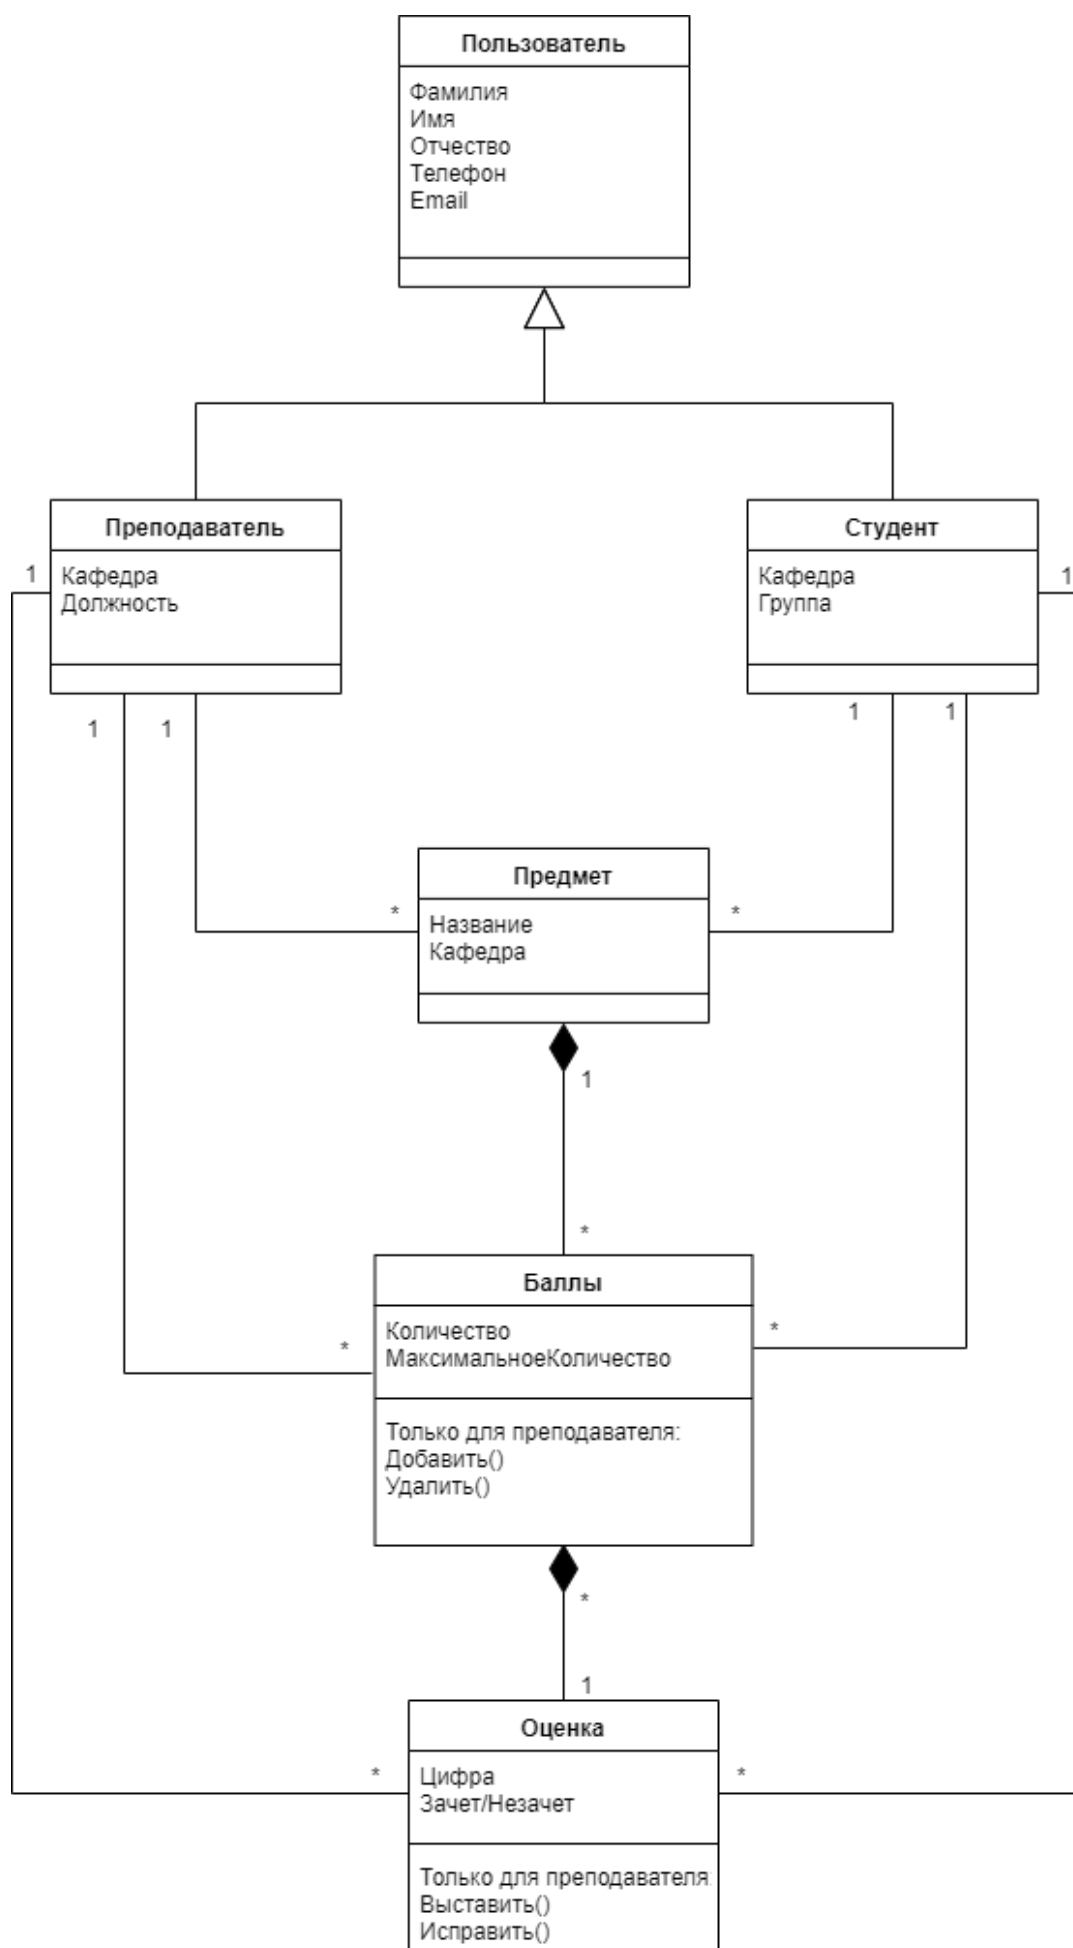 Пользователь
Фамилия
Имя
Отчество
Телефон
Email
Преподаватель
Кафедра
Должность
Студент
Кафедра
Группа
1
1
1
1
1
1
Предмет
Название
Кафедра
*
*
1
*
Баллы
Количество
МаксимальноеКоличество
Только для преподавателя:
Добавить()
Удалить()
*
*
*
1
Оценка
Цифра
Зачет/Незачет
Только для преподавателя:
Выставить()
Исправить()
*
*